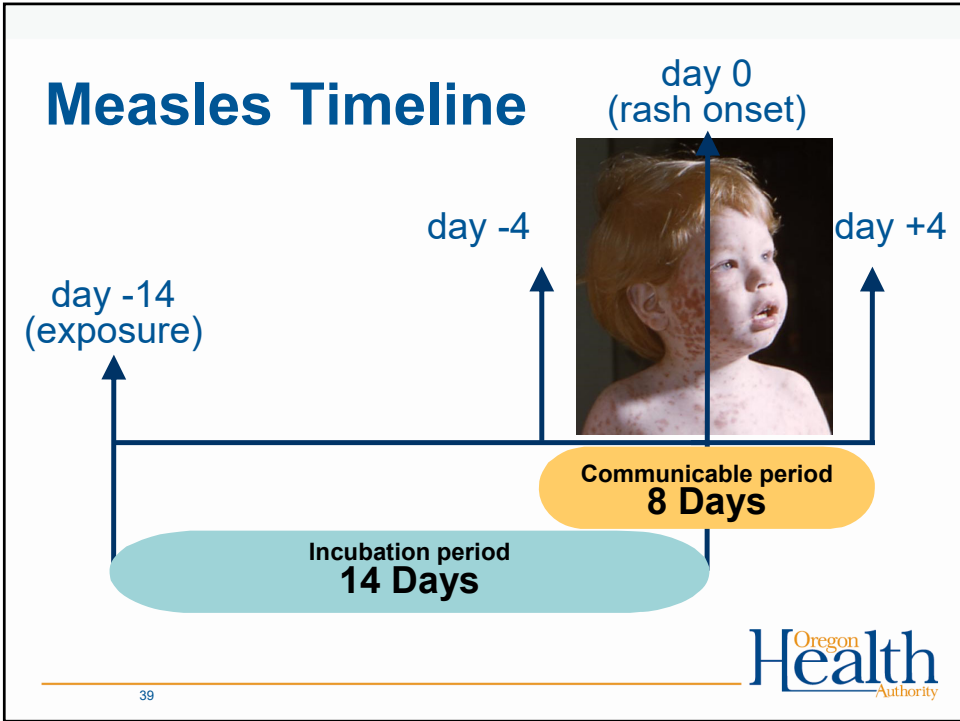 Measles Timeline
day 0
(rash onset)
day -4
day +4
day -14
(exposure)
Communicable period
8 Days
Incubation period
14 Days
39
Oregon
Health
Authority